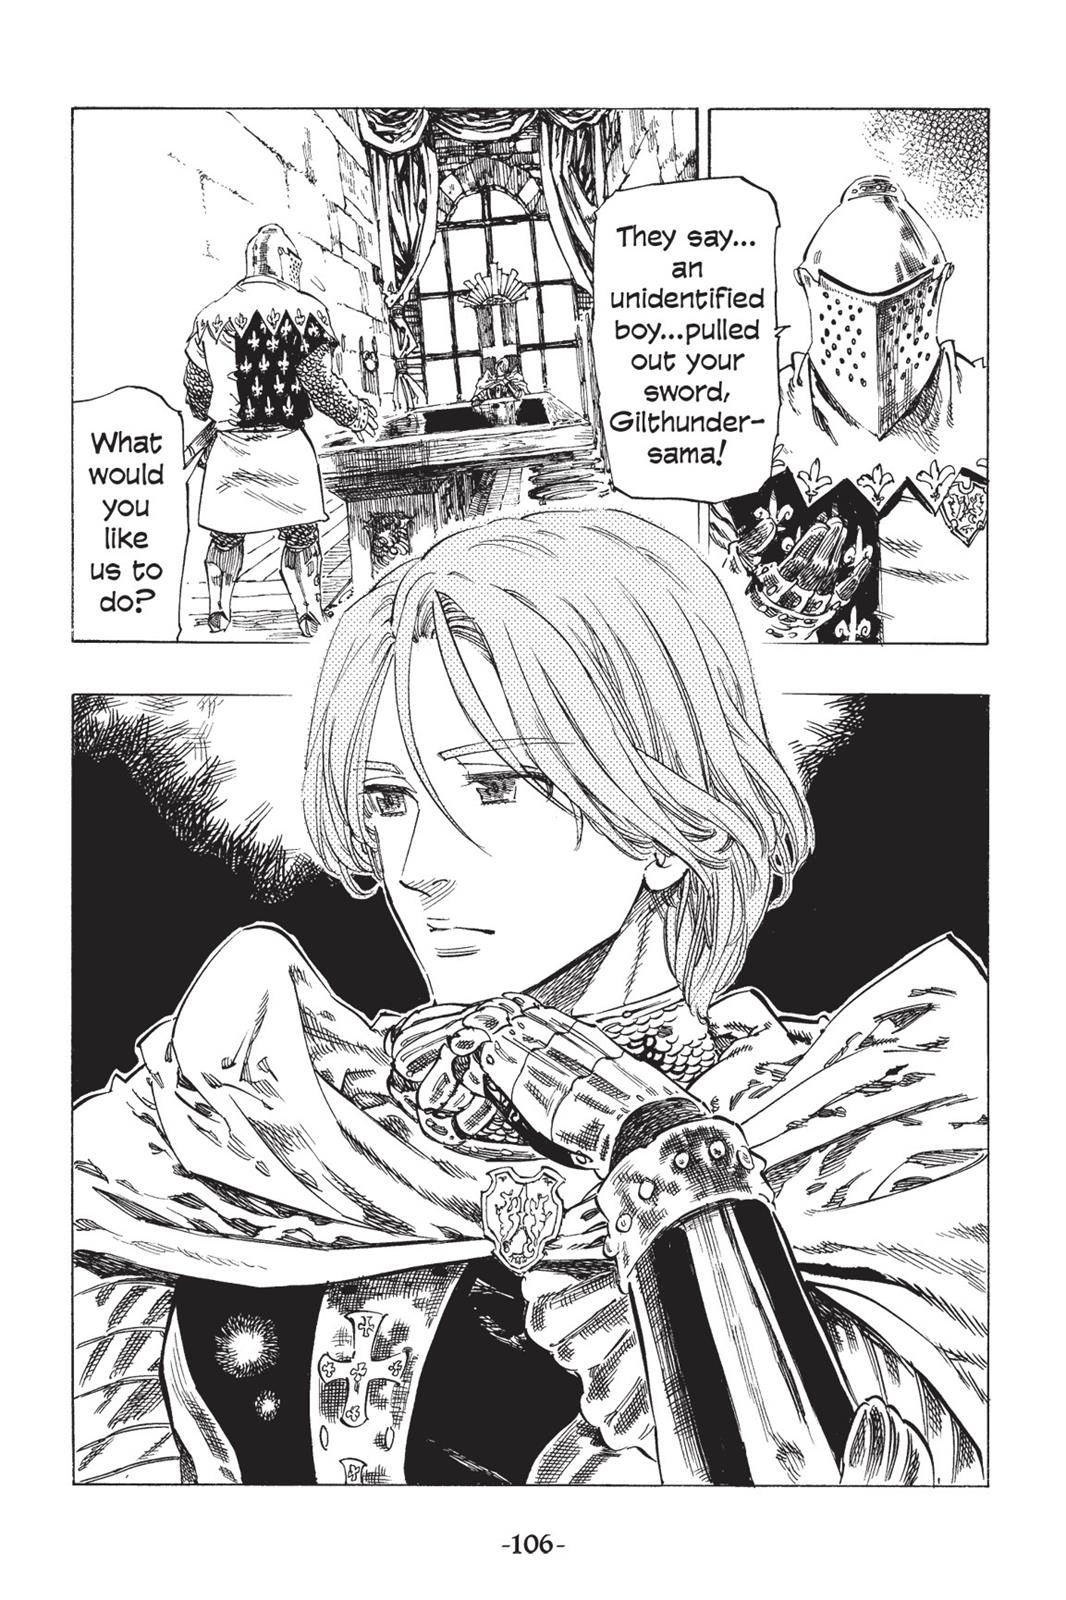 They say...
an
unidentified
boy...pulled
out your
sword,
Gilthunder-
sama!
What
would
you
like
us to
do?
-106-